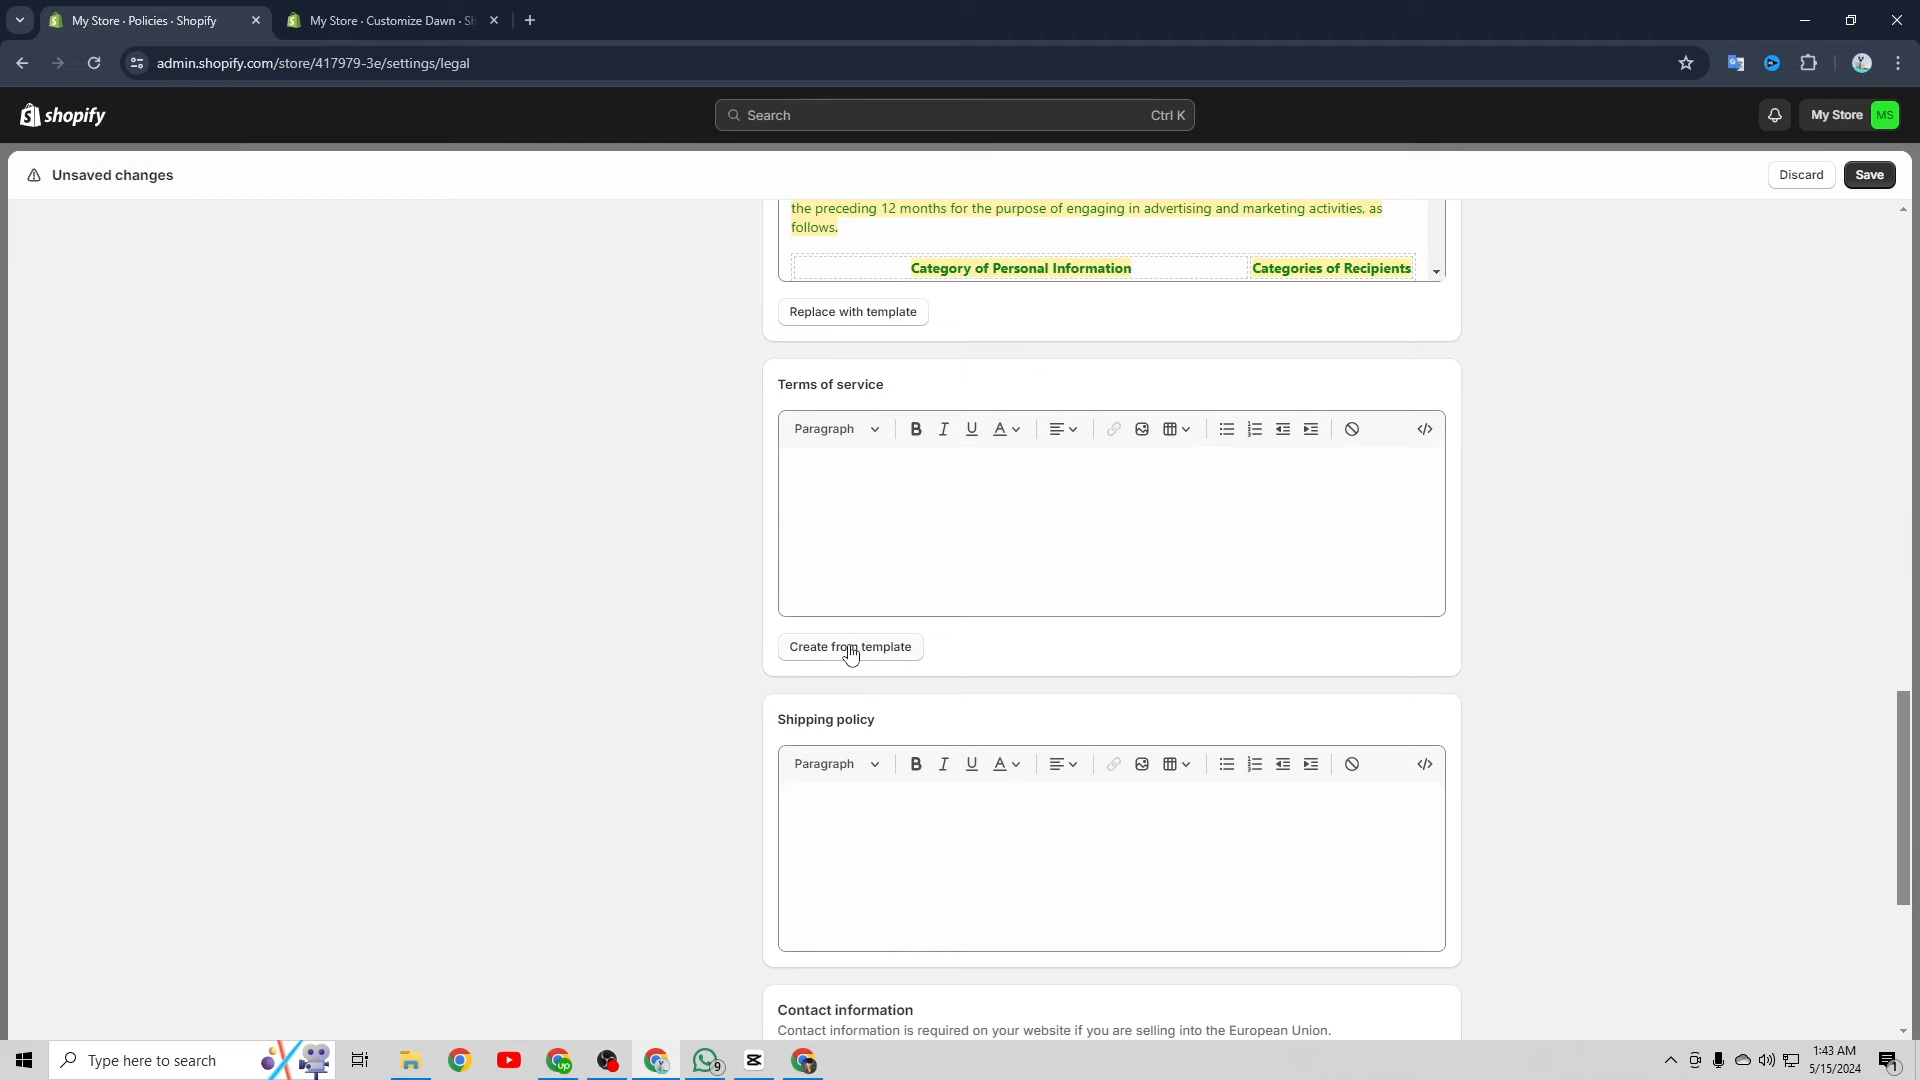 My Store · Policies · Shopify
My Store · Customize Dawn · Sh
admin.shopify.com/store/417979-3e/settings/legal
shopify
Search
Ctrl K
My Store
MS
Unsaved changes
Discard
Save
the preceding 12 months for the purpose of engaging in advertising and marketing activities, as
follows.
Category of Personal Information
Categories of Recipients
Replace with template
Terms of service
Paragraph
B I U A
Create from template
Shipping policy
Paragraph
B I U A
Contact information
Contact information is required on your website if you are selling into the European Union.
Type here to search
up
9
1:43 AM
5/15/2024
1